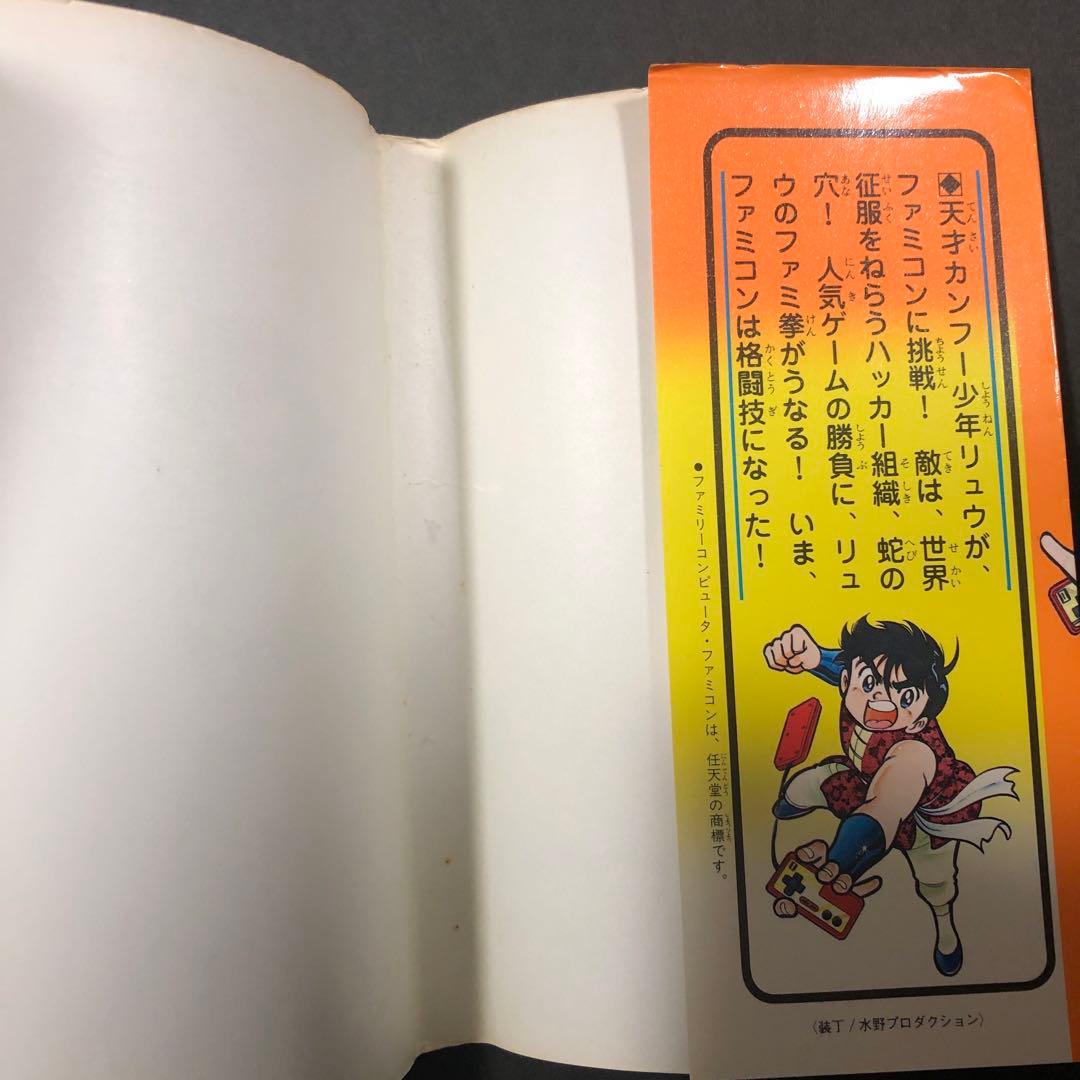 ◆天才カンフー少年リュウが、
ファミコンに挑戦！　敵は、世界
征服をねらうハッカー組織、蛇の
穴！　人気ゲームの勝負に、リュ
ウのファミ拳がうなる！　いま、
ファミコンは格闘技になった！
●ファミリーコンピュータ・ファミコンは、任天堂の商標です。
〈装丁/水野プロダクション〉